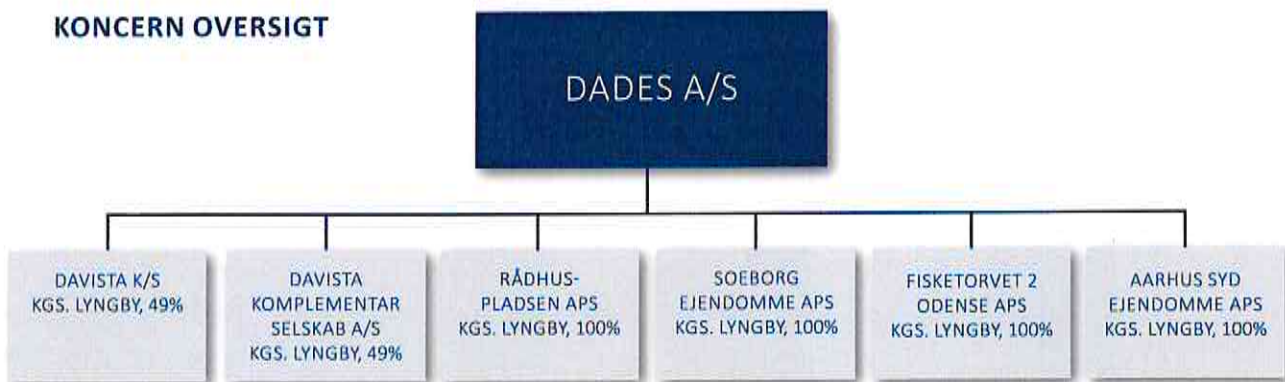 KONCERN OVERSIGT
DADES A/S
DAVISTA K/S
KGS. LYNGBY, 49%
DAVISTA
KOMPLEMENTAR
SELSKAB A/S
KGS. LYNGBY, 49%
RÅDHUS-
PLADSEN APS
KGS. LYNGBY, 100%
SOEBORG
EJENDOMME APS
KGS. LYNGBY, 100%
FISKETORVET 2
ODENSE APS
KGS. LYNGBY, 100%
AARHUS SYD
EJENDOMME APS
KGS. LYNGBY, 100%